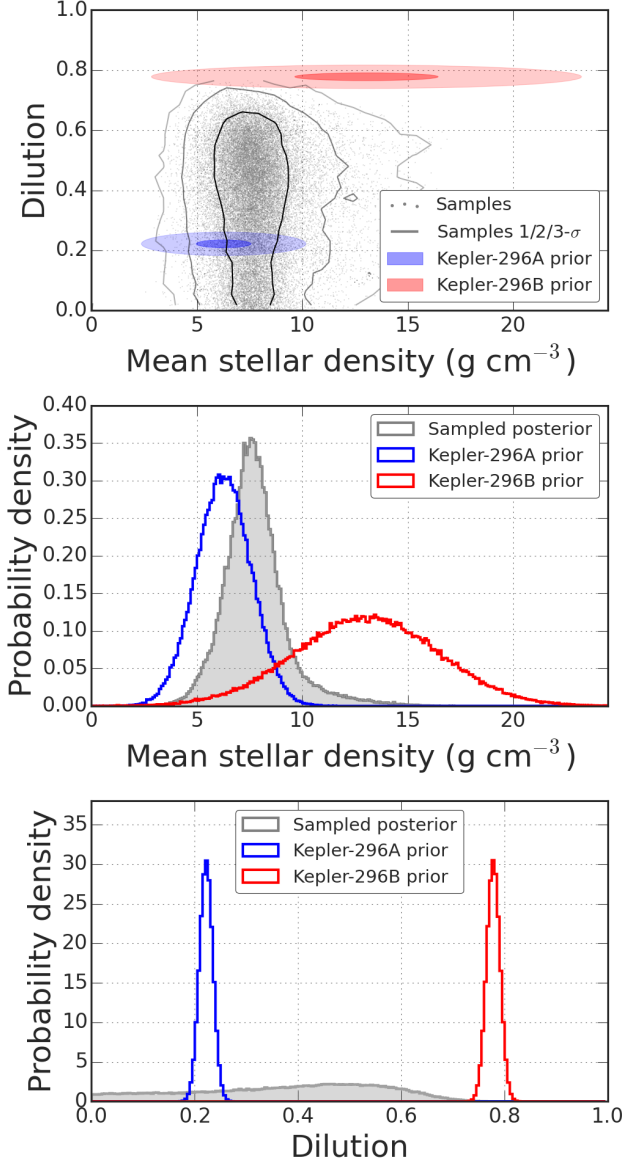 1.0
0.8
0.6
0.4
0.2
0.0
Dilution
Samples
Samples 1/2/3-σ
Kepler-296A prior
Kepler-296B prior
0 5 10 15 20
Mean stellar density (g cm⁻³)
0.40
0.35
0.30
0.25
0.20
0.15
0.10
0.05
0.00
Probability density
Sampled posterior
Kepler-296A prior
Kepler-296B prior
0 5 10 15 20
Mean stellar density (g cm⁻³)
35
30
25
20
15
10
5
0
Probability density
Sampled posterior
Kepler-296A prior
Kepler-296B prior
0.0 0.2 0.4 0.6 0.8 1.0
Dilution